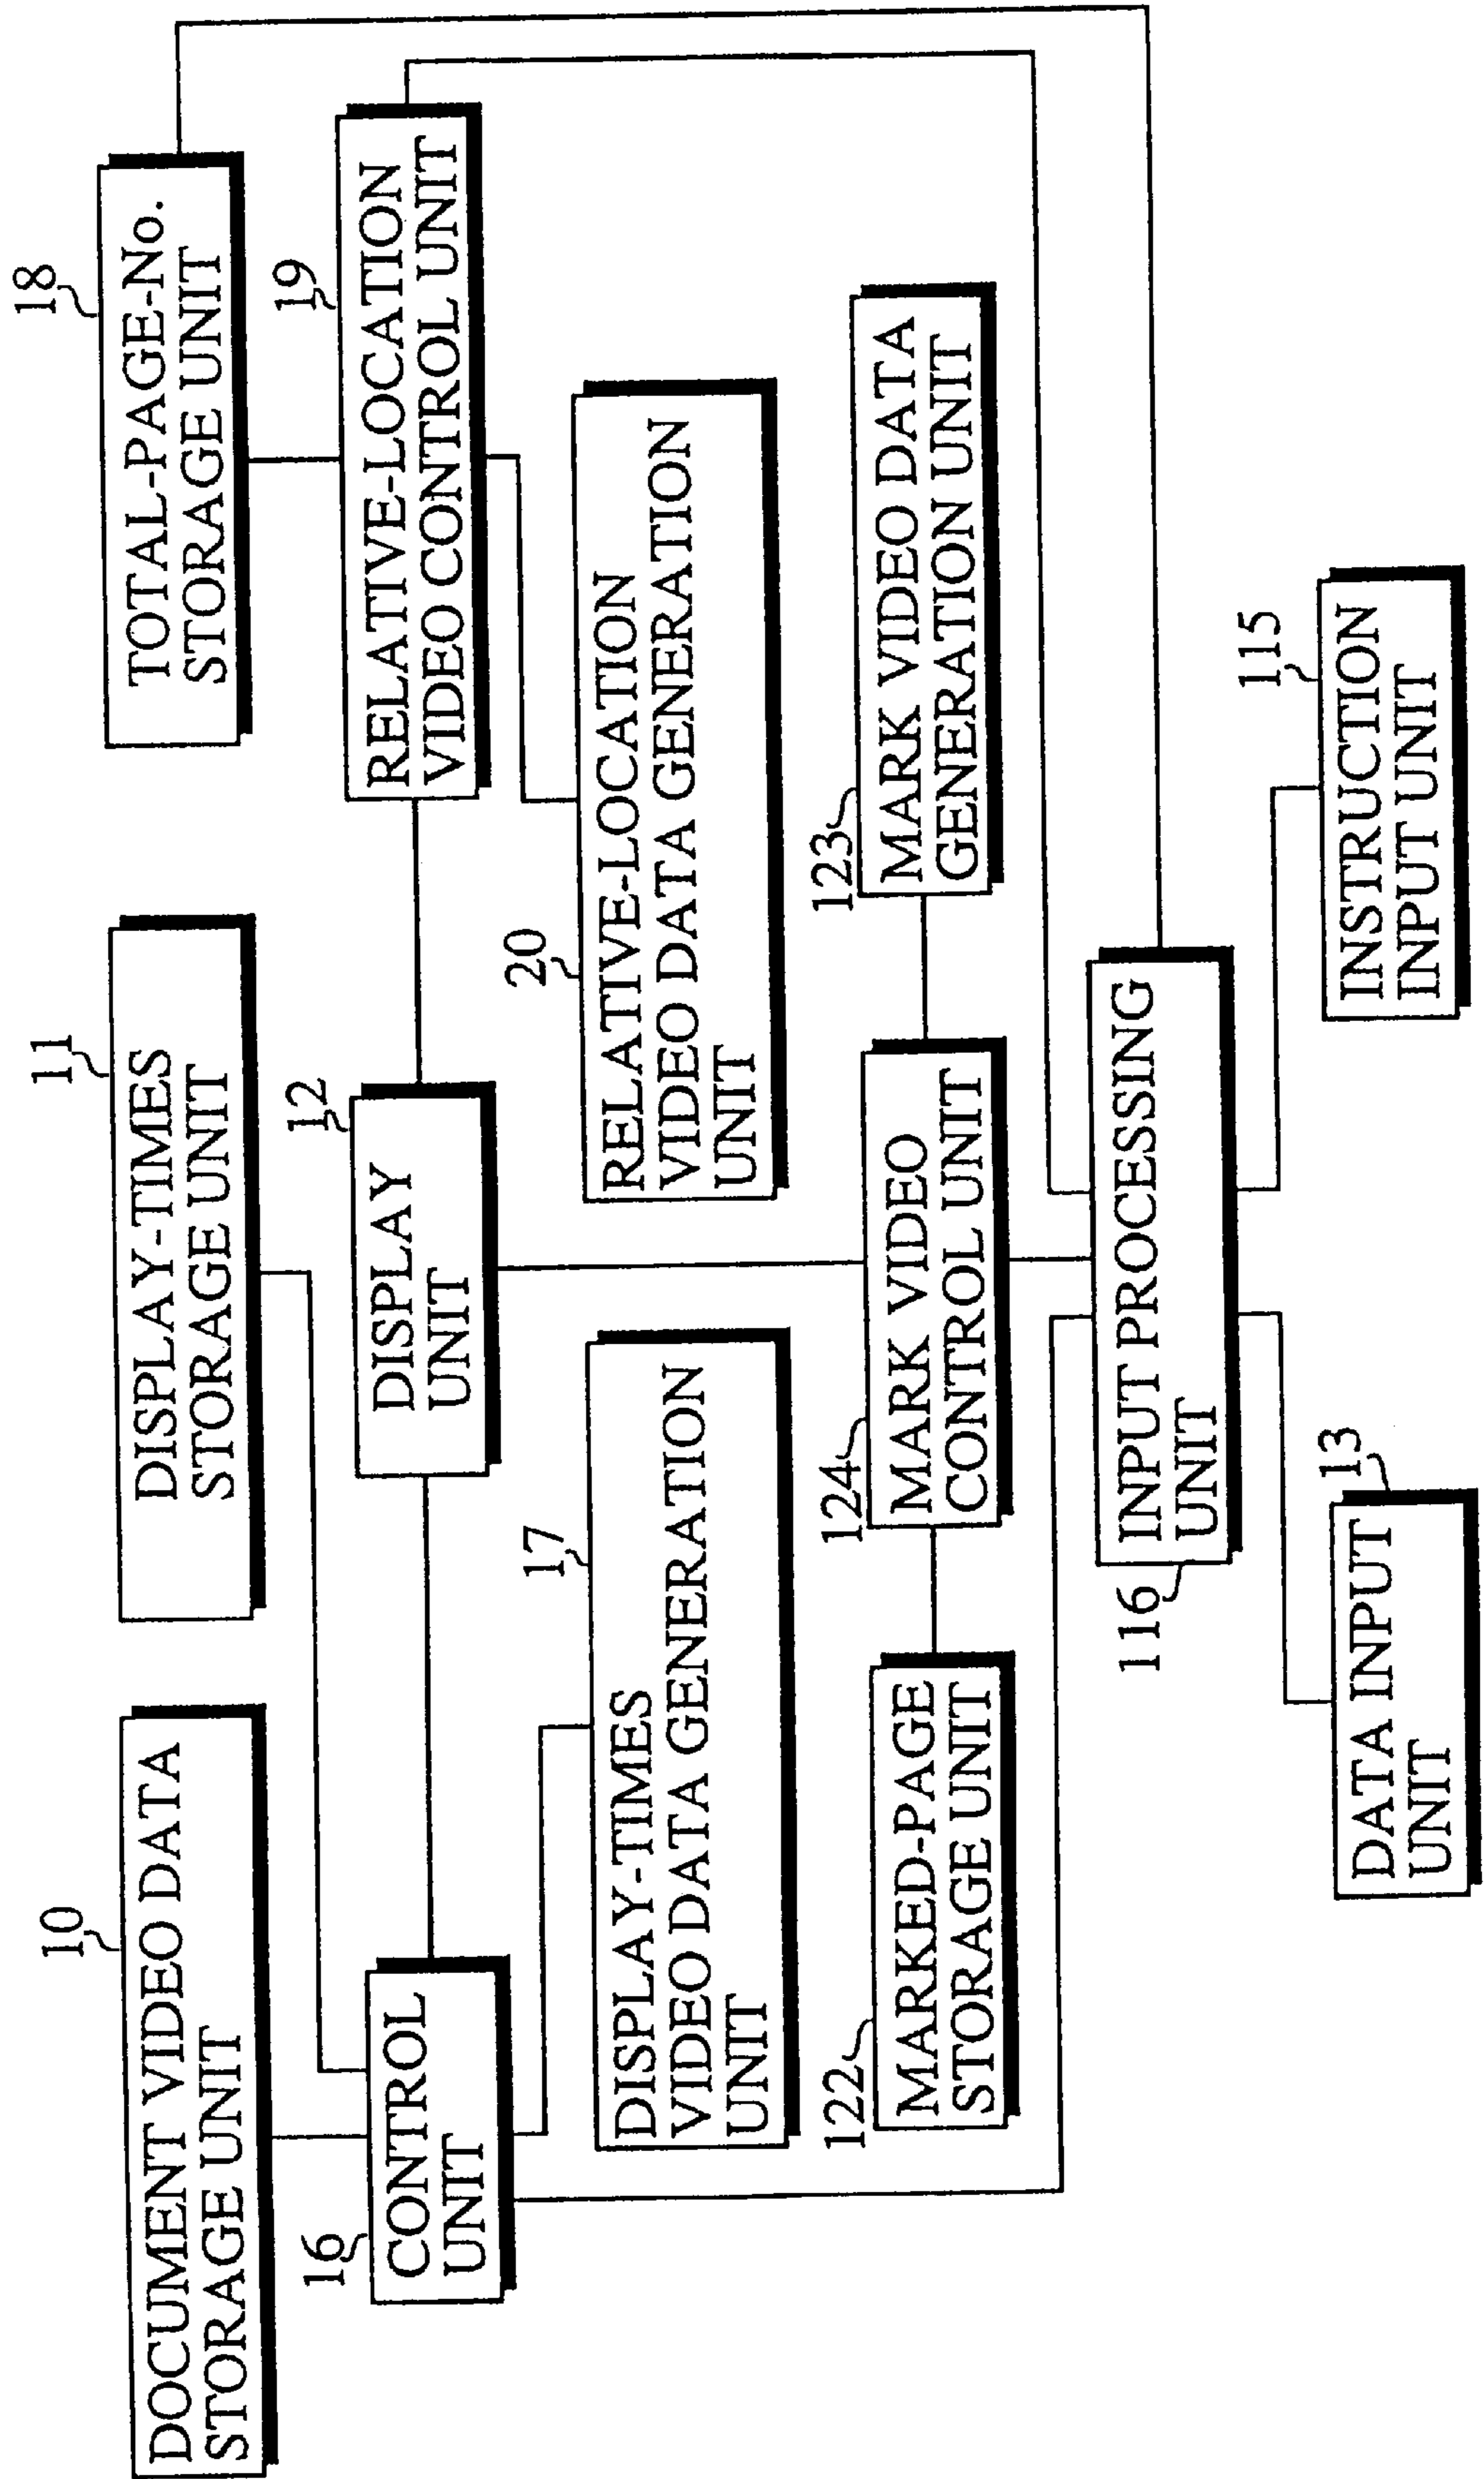 10
DOCUMENT VIDEO DATA
STORAGE UNIT
11
DISPLAY-TIMES
STORAGE UNIT
18
TOTAL-PAGE-No.
STORAGE UNIT
16
CONTROL
UNIT
12
DISPLAY
UNIT
19
RELATIVE-LOCATION
VIDEO CONTROL UNIT
17
DISPLAY-TIMES
VIDEO DATA GENERATION
UNIT
20
RELATIVE-LOCATION
VIDEO DATA GENERATION
UNIT
122
MARKED-PAGE
STORAGE UNIT
124
MARK VIDEO
CONTROL UNIT
123
MARK VIDEO DATA
GENERATION UNIT
116
INPUT PROCESSING
UNIT
13
DATA INPUT
UNIT
115
INSTRUCTION
INPUT UNIT